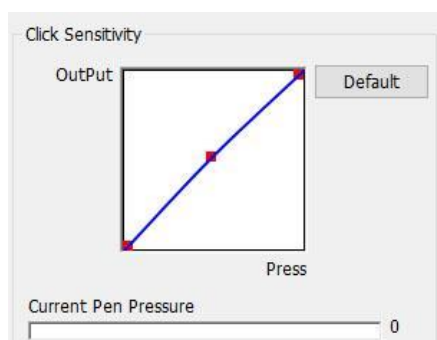 Click Sensitivity
OutPut
Default
Press
Current Pen Pressure
0